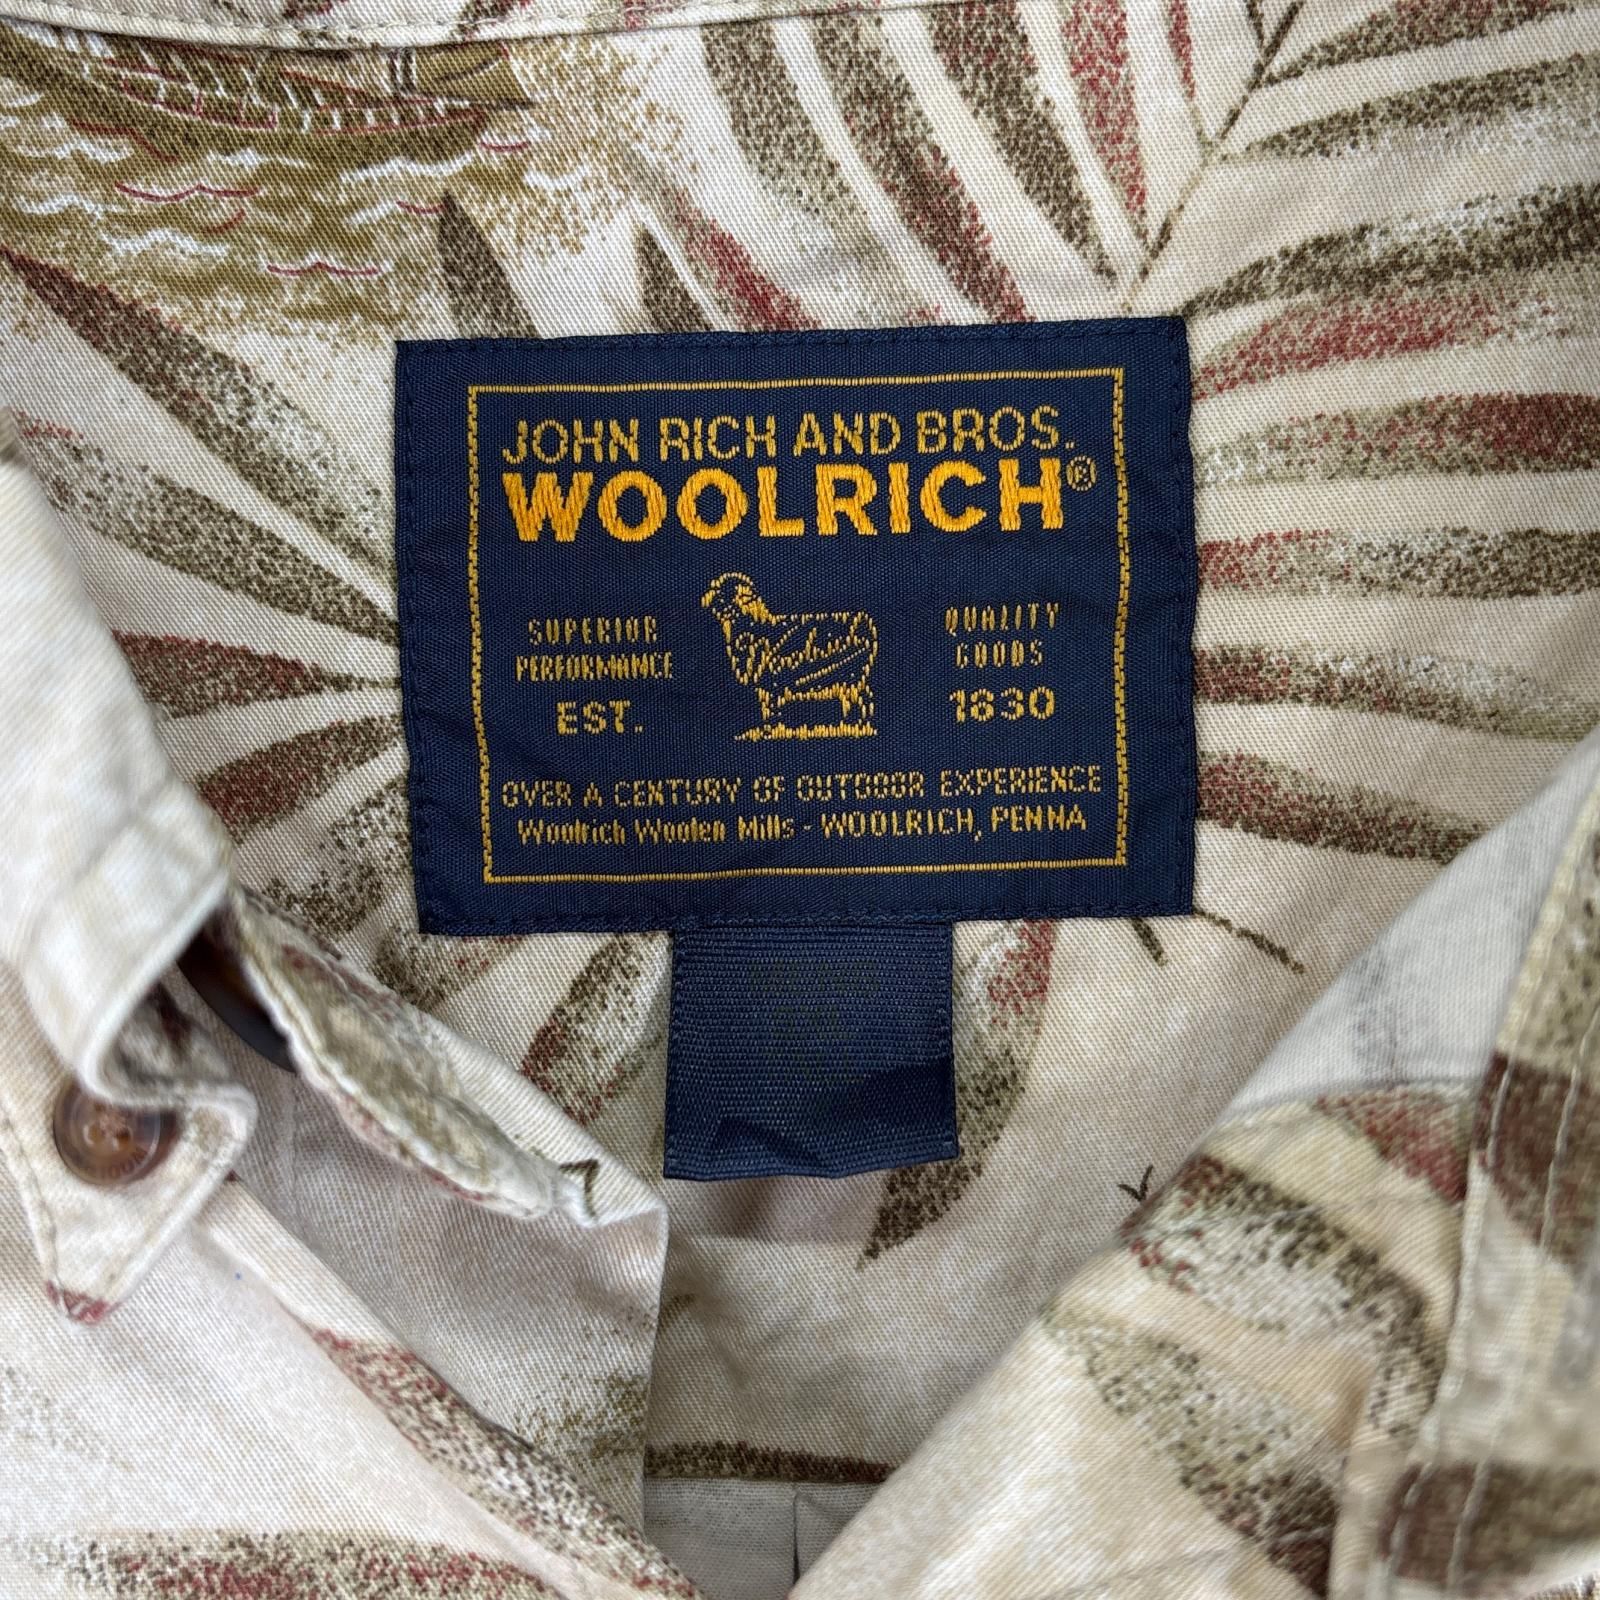 JOHN RICH AND BROS.
WOOLRICH®
SUPERIOR
PERFORMANCE
EST.
Woolrich
QUALITY
GOODS
1830
OVER A CENTURY OF OUTDOOR EXPERIENCE
Woolrich Woolen Mills - WOOLRICH, PENNA